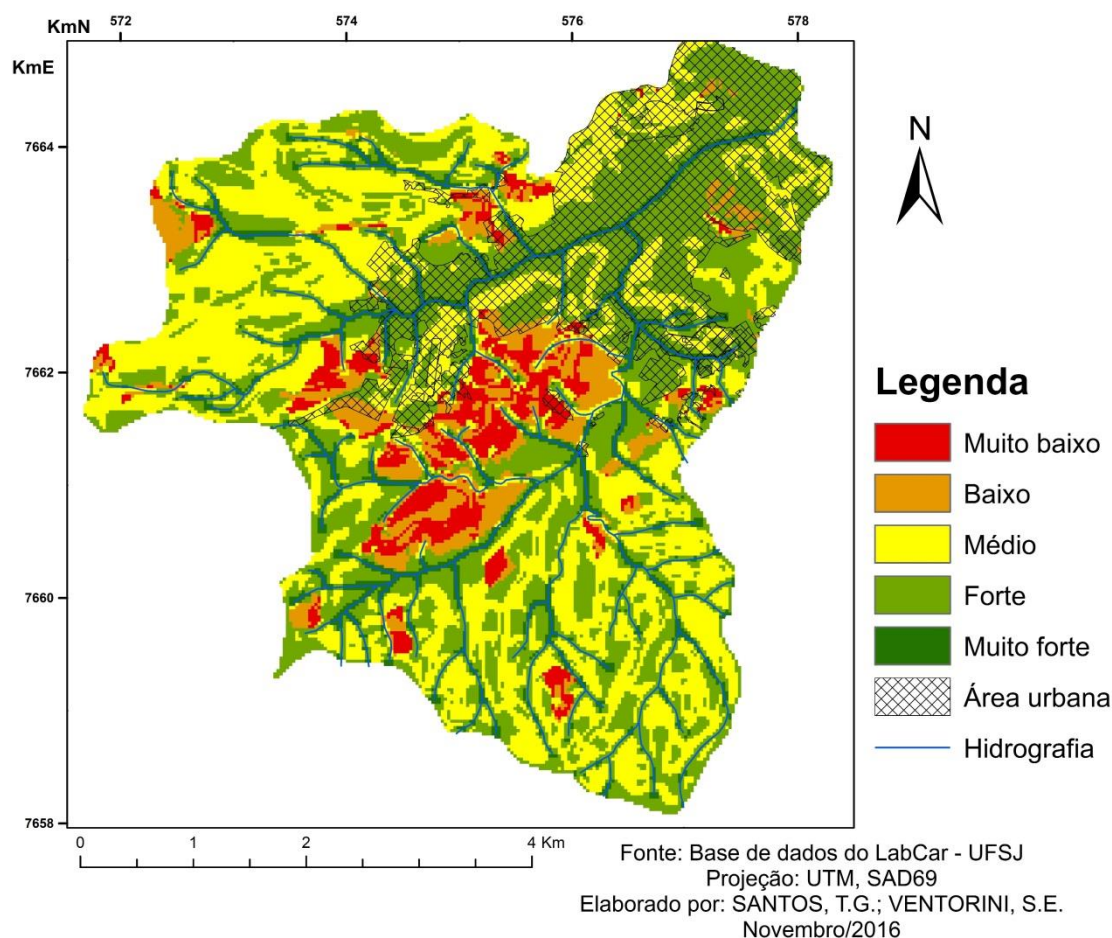 KmN
572
574
576
578
KmE
7664
7662
7660
7658
N
Legenda
Muito baixo
Baixo
Médio
Forte
Muito forte
Área urbana
Hidrografia
0 1 2 4 Km
Fonte: Base de dados do LabCar - UFSJ
Projeção: UTM, SAD69
Elaborado por: SANTOS, T.G.; VENTORINI, S.E.
Novembro/2016